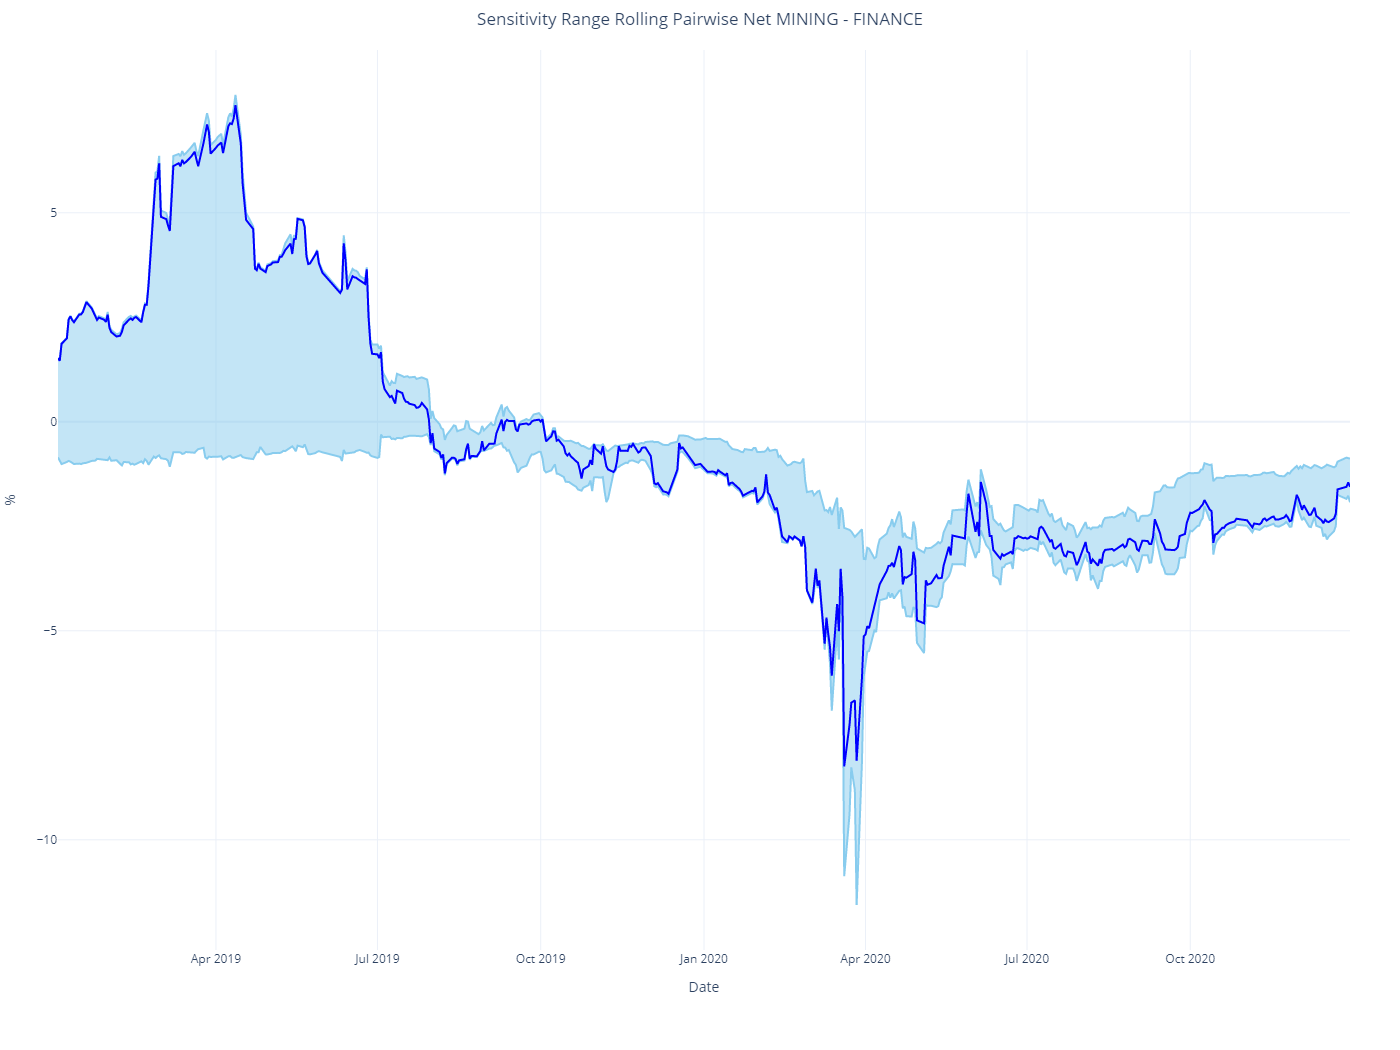 Sensitivity Range Rolling Pairwise Net MINING - FINANCE
%
5
0
−5
−10
Apr 2019
Jul 2019
Oct 2019
Jan 2020
Apr 2020
Jul 2020
Oct 2020
Date